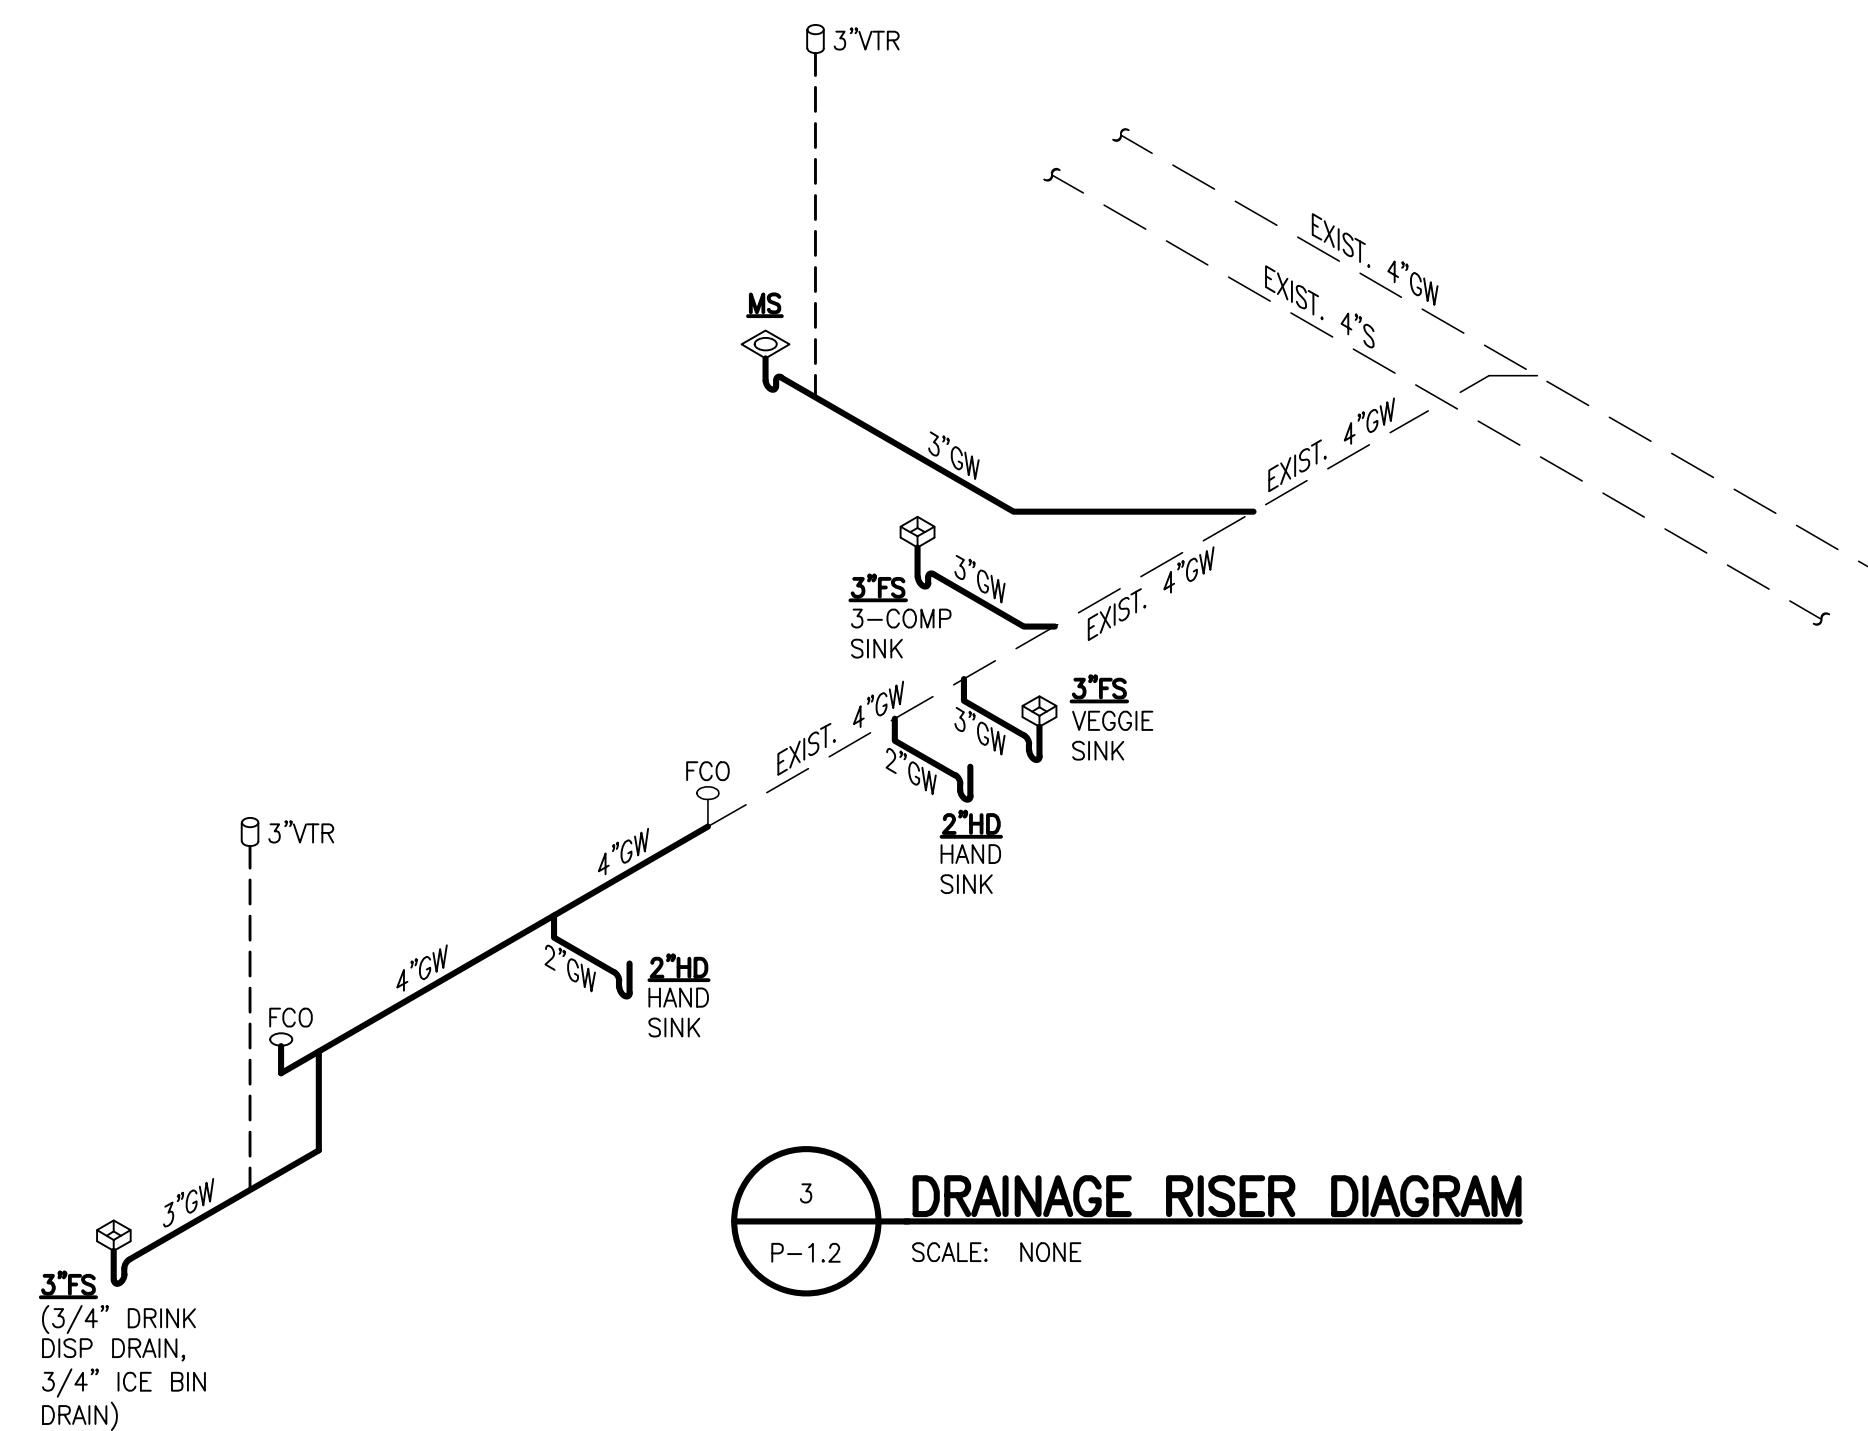 3"VTR
EXIST. 4"GW
EXIST. 4"S
MS
EXIST. 4"GW
3"GW
3"GW
EXIST. 4"GW
3"FS
3-COMP
SINK
EXIST. 4"GW
3"GW
3"FS
VEGGIE
SINK
2"GW
2"HD
HAND
SINK
FCO
3"VTR
4"GW
4"GW
2"GW
2"HD
HAND
SINK
FCO
3"GW
3"FS
(3/4" DRINK
DISP DRAIN,
3/4" ICE BIN
DRAIN)
3
DRAINAGE RISER DIAGRAM
P-1.2
SCALE: NONE